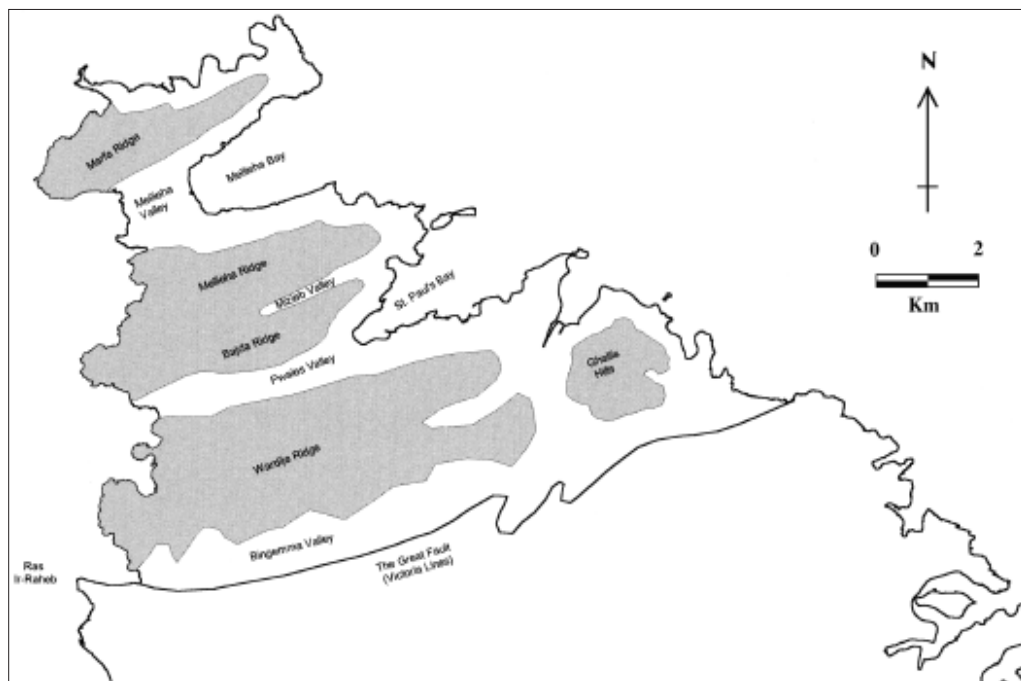 N
0 2
Km
Marfa Ridge
Mellieha
Valley
Mellieha Bay
Mellieha Ridge
Mizieb Valley
Bajda Ridge
St. Paul's Bay
Pwales Valley
Ghallis
Hills
Wardija Ridge
Bingemma Valley
The Great Fault
(Victoria Lines)
Ras
Ir-Raheb